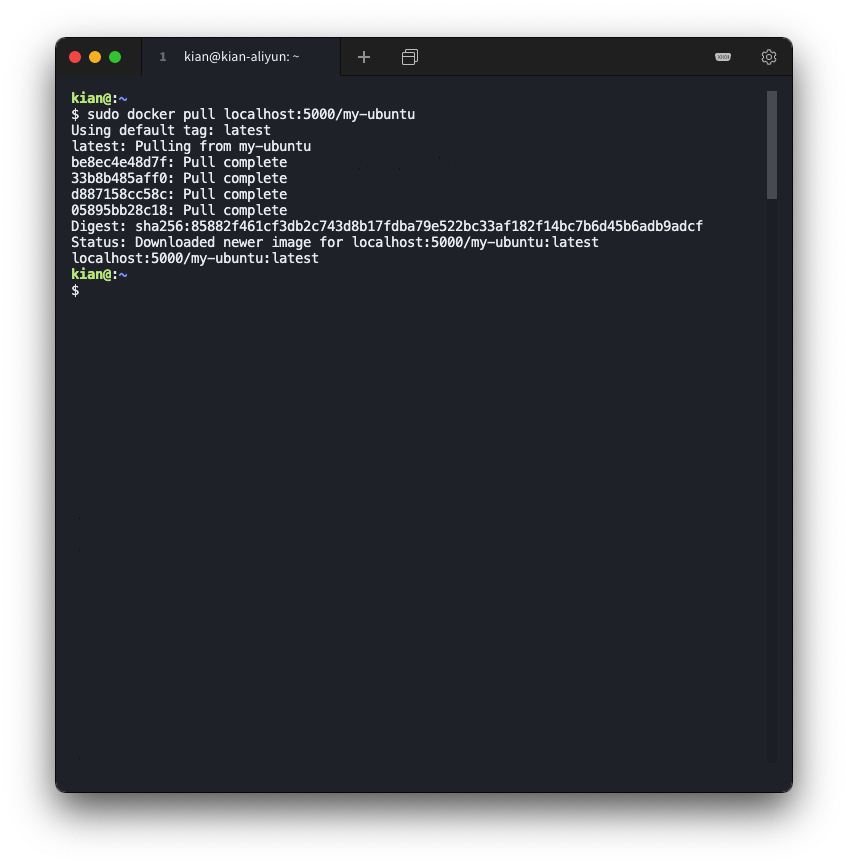 1 kian@kian-aliyun: ~
kian@:~
$ sudo docker pull localhost:5000/my-ubuntu
Using default tag: latest
latest: Pulling from my-ubuntu
be8ec4e48d7f: Pull complete
33b8b485aff0: Pull complete
d887158cc58c: Pull complete
05895bb28c18: Pull complete
Digest: sha256:85882f461cf3db2c743d8b17fdba79e522bc33af182f14bc7b6d45b6adb9adcf
Status: Downloaded newer image for localhost:5000/my-ubuntu:latest
localhost:5000/my-ubuntu:latest
kian@:~
$